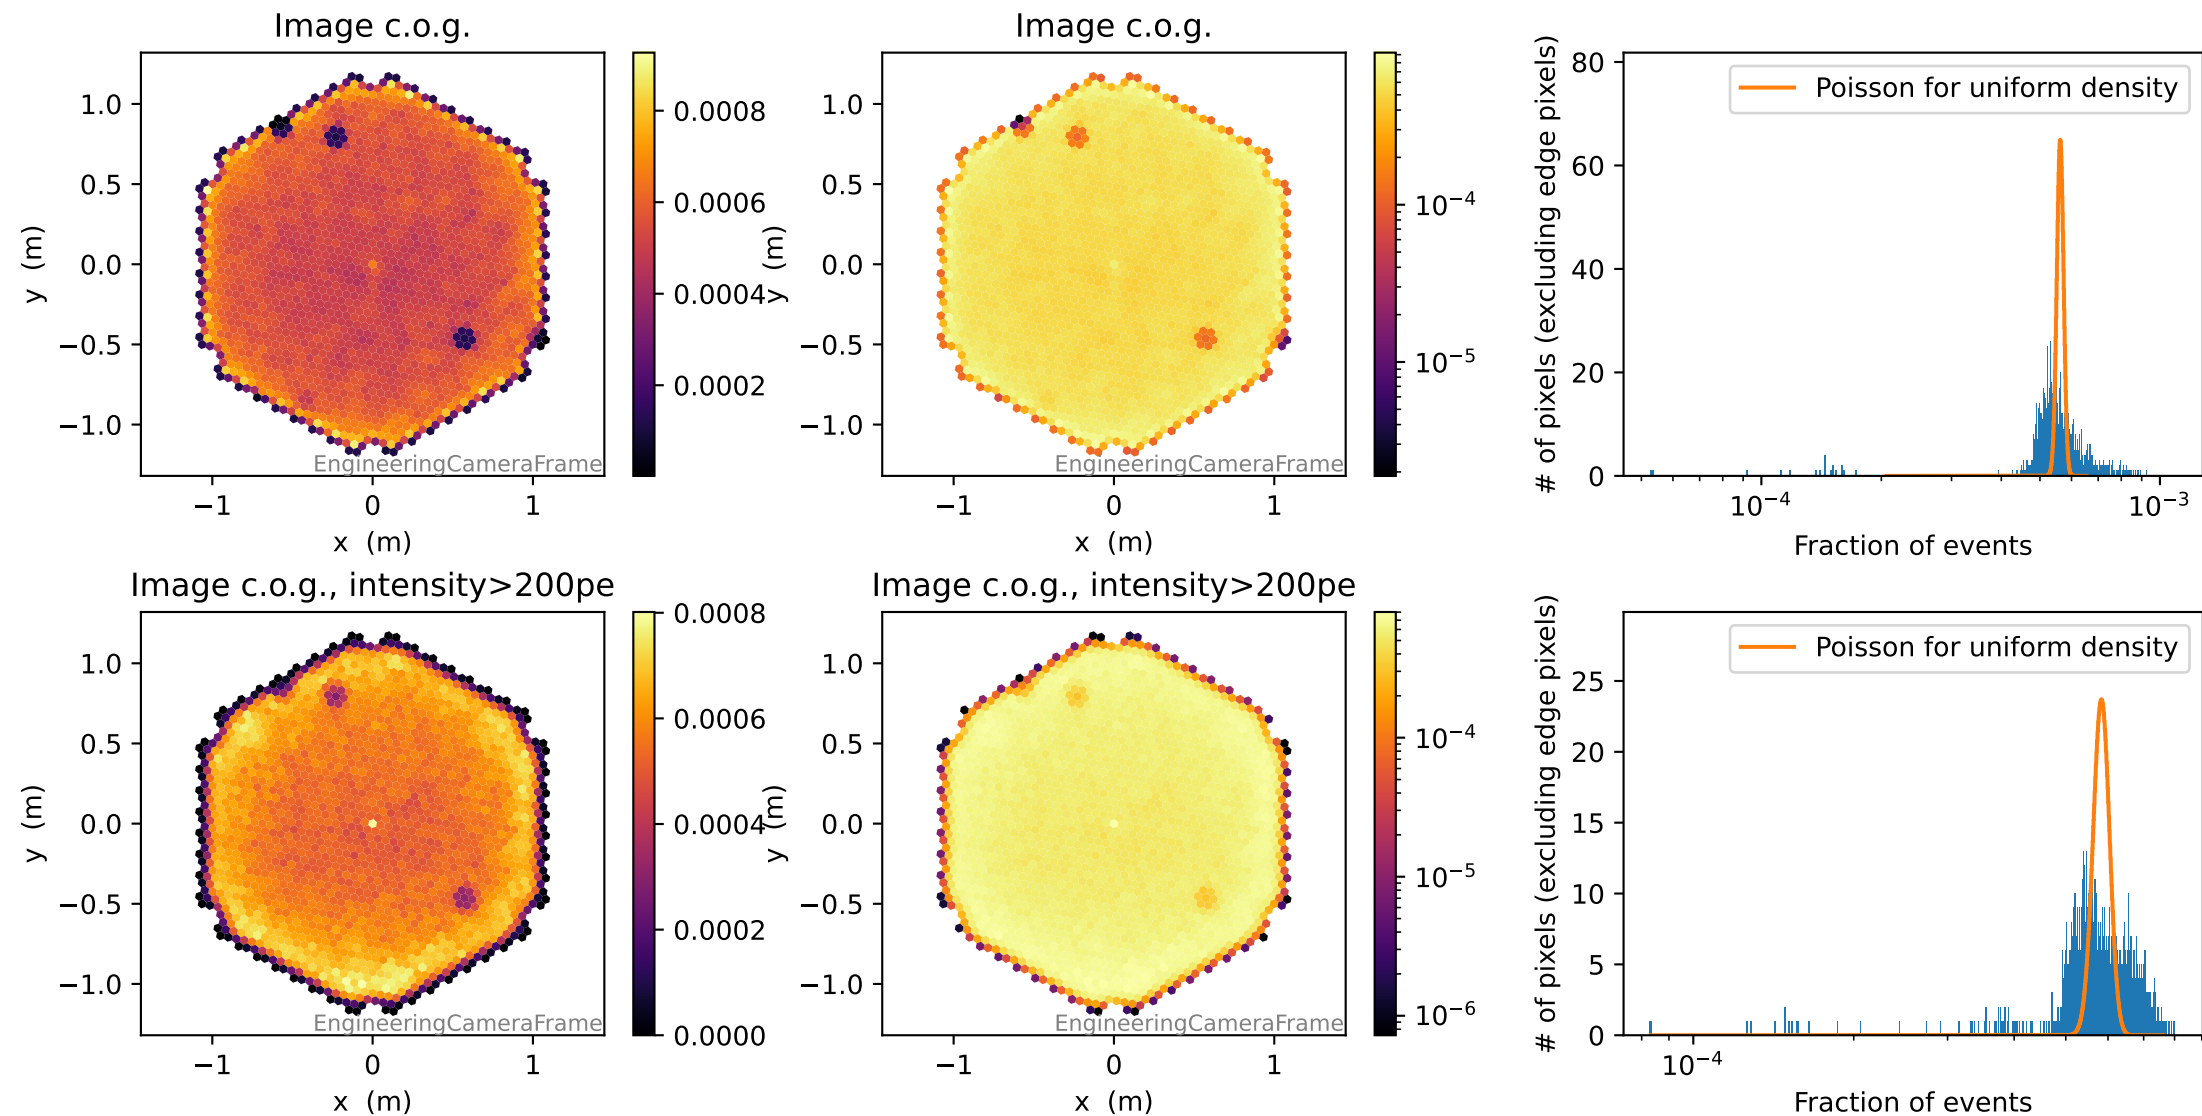 Image c.o.g.
1.0
0.5
0.0
−0.5
−1.0
y (m)
−1
0
1
x (m)
EngineeringCameraFrame
0.0008
0.0006
0.0004
0.0002
Image c.o.g.
1.0
0.5
0.0
−0.5
−1.0
y (m)
−1
0
1
x (m)
EngineeringCameraFrame
10⁻⁴
10⁻⁵
# of pixels (excluding edge pixels)
80
60
40
20
0
Poisson for uniform density
10⁻⁴
10⁻³
Fraction of events
Image c.o.g., intensity>200pe
1.0
0.5
0.0
−0.5
−1.0
y (m)
−1
0
1
x (m)
EngineeringCameraFrame
0.0008
0.0006
0.0004
0.0002
0.0000
Image c.o.g., intensity>200pe
1.0
0.5
0.0
−0.5
−1.0
y (m)
−1
0
1
x (m)
EngineeringCameraFrame
10⁻⁴
10⁻⁵
10⁻⁶
# of pixels (excluding edge pixels)
25
20
15
10
5
0
Poisson for uniform density
10⁻⁴
Fraction of events